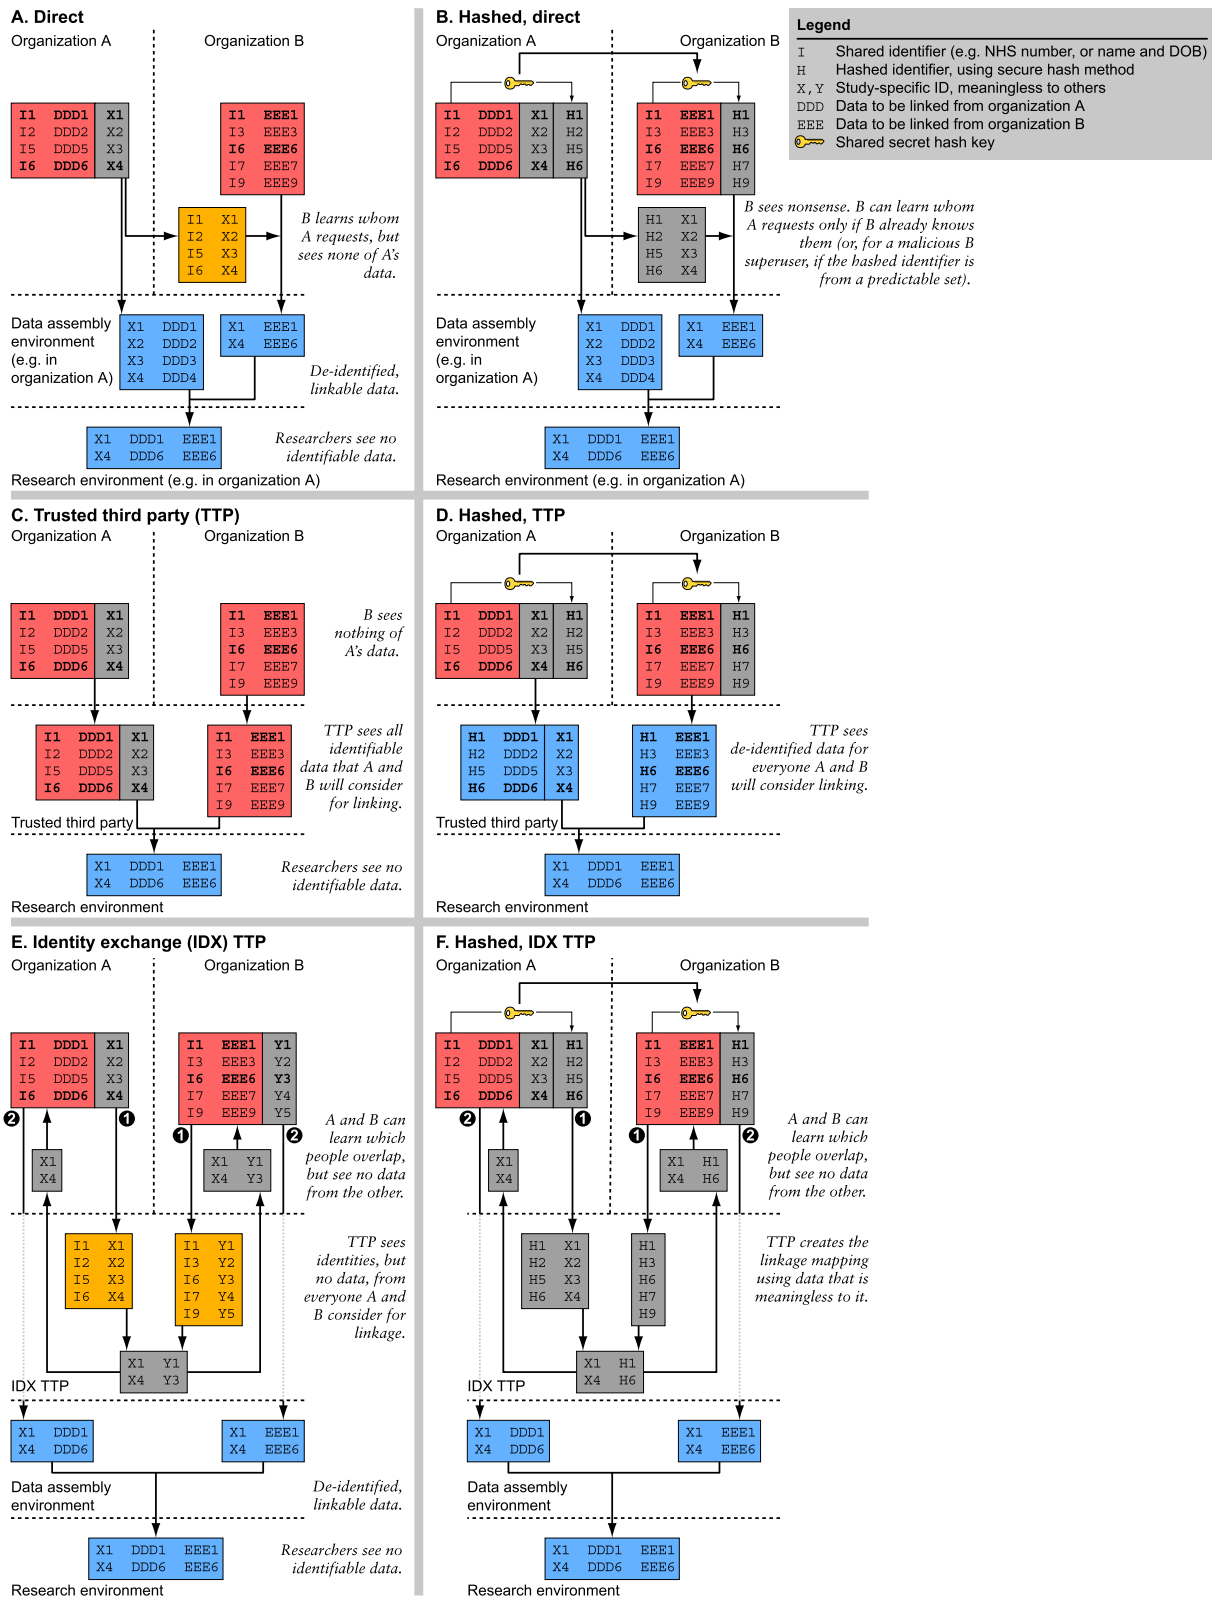 A. Direct
Organization A
Organization B
I1 DDD1 X1
I2 DDD2 X2
I5 DDD5 X3
I6 DDD6 X4
I1 EEE1
I3 EEE3
I6 EEE6
I7 EEE7
I9 EEE9
I1 X1
I2 X2
I5 X3
I6 X4
B learns whom
A requests, but
sees none of A's
data.
Data assembly
environment
(e.g. in
organization A)
X1 DDD1
X2 DDD2
X3 DDD3
X4 DDD4
X1 EEE1
X4 EEE6
De-identified,
linkable data.
X1 DDD1 EEE1
X4 DDD6 EEE6
Researchers see no
identifiable data.
Research environment (e.g. in organization A)
B. Hashed, direct
Organization A
Organization B
I1 DDD1 X1 H1
I2 DDD2 X2 H2
I5 DDD5 X3 H5
I6 DDD6 X4 H6
I1 EEE1 H1
I3 EEE3 H3
I6 EEE6 H6
I7 EEE7 H7
I9 EEE9 H9
H1 X1
H2 X2
H5 X3
H6 X4
B sees nonsense. B can learn whom
A requests only if B already knows
them (or, for a malicious B
superuser, if the hashed identifier is
from a predictable set).
Data assembly
environment
(e.g. in
organization A)
X1 DDD1
X2 DDD2
X3 DDD3
X4 DDD4
X1 EEE1
X4 EEE6
X1 DDD1 EEE1
X4 DDD6 EEE6
Research environment (e.g. in organization A)
Legend
I Shared identifier (e.g. NHS number, or name and DOB)
H Hashed identifier, using secure hash method
X,Y Study-specific ID, meaningless to others
DDD Data to be linked from organization A
EEE Data to be linked from organization B
Shared secret hash key
C. Trusted third party (TTP)
Organization A
Organization B
I1 DDD1 X1
I2 DDD2 X2
I5 DDD5 X3
I6 DDD6 X4
I1 EEE1
I3 EEE3
I6 EEE6
I7 EEE7
I9 EEE9
B sees
nothing of
A's data.
I1 DDD1 X1
I2 DDD2 X2
I5 DDD5 X3
I6 DDD6 X4
I1 EEE1
I3 EEE3
I6 EEE6
I7 EEE7
I9 EEE9
TTP sees all
identifiable
data that A and
B will consider
for linking.
Trusted third party
X1 DDD1 EEE1
X4 DDD6 EEE6
Researchers see no
identifiable data.
Research environment
D. Hashed, TTP
Organization A
Organization B
I1 DDD1 X1 H1
I2 DDD2 X2 H2
I5 DDD5 X3 H5
I6 DDD6 X4 H6
I1 EEE1 H1
I3 EEE3 H3
I6 EEE6 H6
I7 EEE7 H7
I9 EEE9 H9
H1 DDD1 X1
H2 DDD2 X2
H5 DDD5 X3
H6 DDD6 X4
H1 EEE1
H3 EEE3
H6 EEE6
H7 EEE7
H9 EEE9
TTP sees
de-identified data for
everyone A and B
will consider linking.
Trusted third party
X1 DDD1 EEE1
X4 DDD6 EEE6
Research environment
E. Identity exchange (IDX) TTP
Organization A
Organization B
I1 DDD1 X1
I2 DDD2 X2
I5 DDD5 X3
I6 DDD6 X4
I1 EEE1 Y1
I3 EEE3 Y2
I6 EEE6 Y3
I7 EEE7 Y4
I9 EEE9 Y5
2 1
1 2
X1
X4
X1 Y1
X4 Y3
A and B can
learn which
people overlap,
but see no data
from the other.
I1 X1
I2 X2
I5 X3
I6 X4
I1 Y1
I3 Y2
I6 Y3
I7 Y4
I9 Y5
TTP sees
identities, but
no data, from
everyone A and
B consider for
linkage.
X1 Y1
X4 Y3
IDX TTP
X1 DDD1
X4 DDD6
X1 EEE1
X4 EEE6
Data assembly
environment
De-identified,
linkable data.
X1 DDD1 EEE1
X4 DDD6 EEE6
Researchers see no
identifiable data.
Research environment
F. Hashed, IDX TTP
Organization A
Organization B
I1 DDD1 X1 H1
I2 DDD2 X2 H2
I5 DDD5 X3 H5
I6 DDD6 X4 H6
I1 EEE1 H1
I3 EEE3 H3
I6 EEE6 H6
I7 EEE7 H7
I9 EEE9 H9
2 1
1 2
X1
X4
X1 H1
X4 H6
A and B can
learn which
people overlap,
but see no data
from the other.
H1 X1
H2 X2
H5 X3
H6 X4
H1
H3
H6
H7
H9
TTP creates the
linkage mapping
using data that is
meaningless to it.
X1 H1
X4 H6
IDX TTP
X1 DDD1
X4 DDD6
X1 EEE1
X4 EEE6
Data assembly
environment
X1 DDD1 EEE1
X4 DDD6 EEE6
Research environment